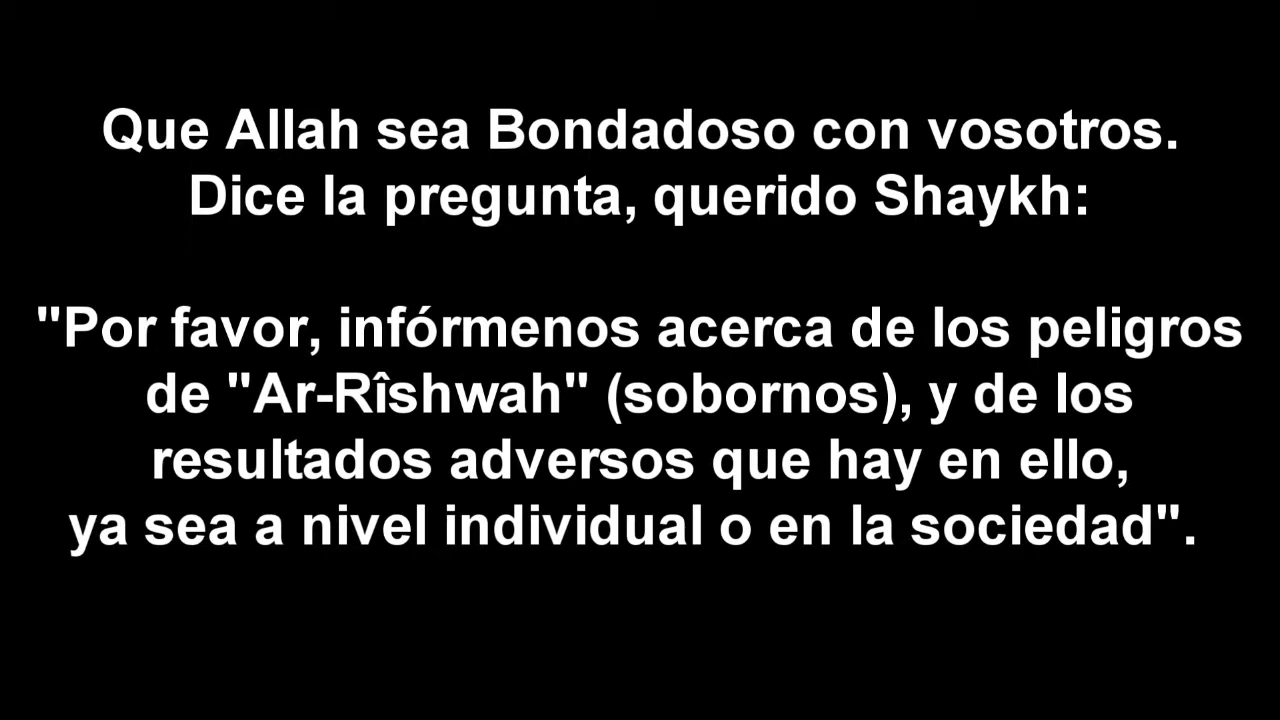 Que Allah sea Bondadoso con vosotros.
Dice la pregunta, querido Shaykh:
"Por favor, infórmenos acerca de los peligros
de "Ar-Rîshwah" (sobornos), y de los
resultados adversos que hay en ello,
ya sea a nivel individual o en la sociedad".